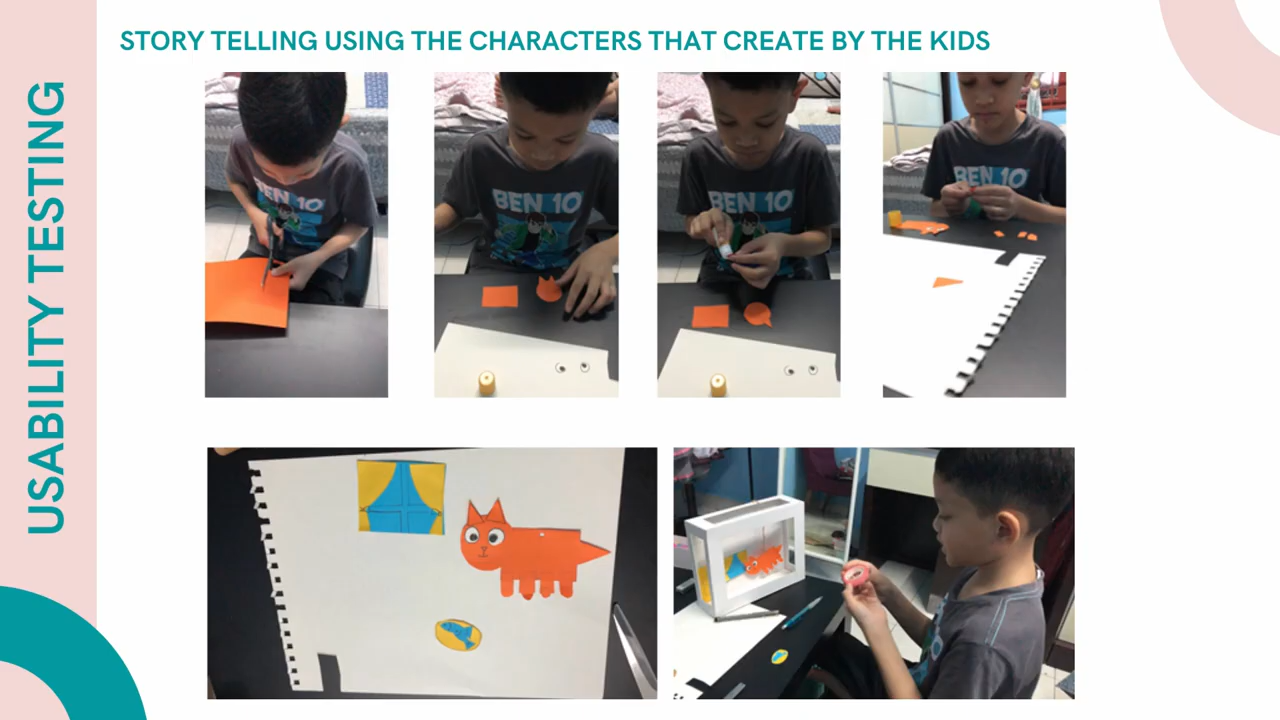 STORY TELLING USING THE CHARACTERS THAT CREATE BY THE KIDS
USABILITY TESTING
BEN 10
BEN 10
BEN 10
BEN 10